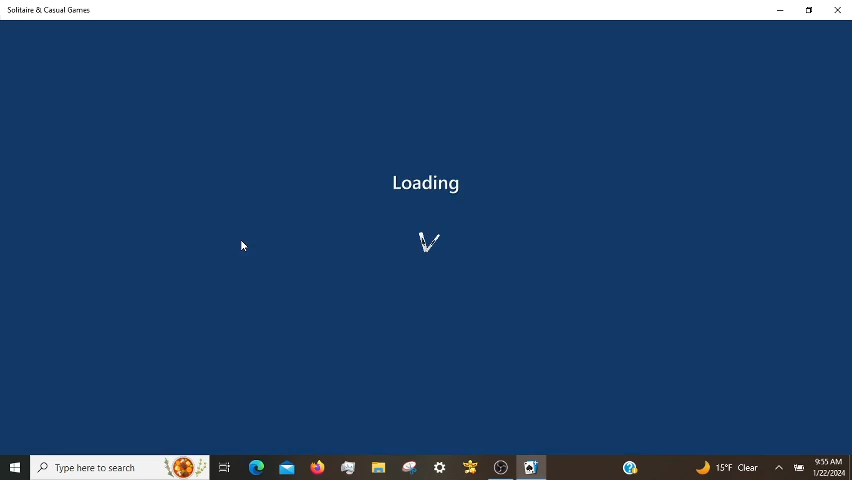 Solitaire & Casual Games
Loading
Type here to search
15°F Clear
9:55 AM
1/22/2024